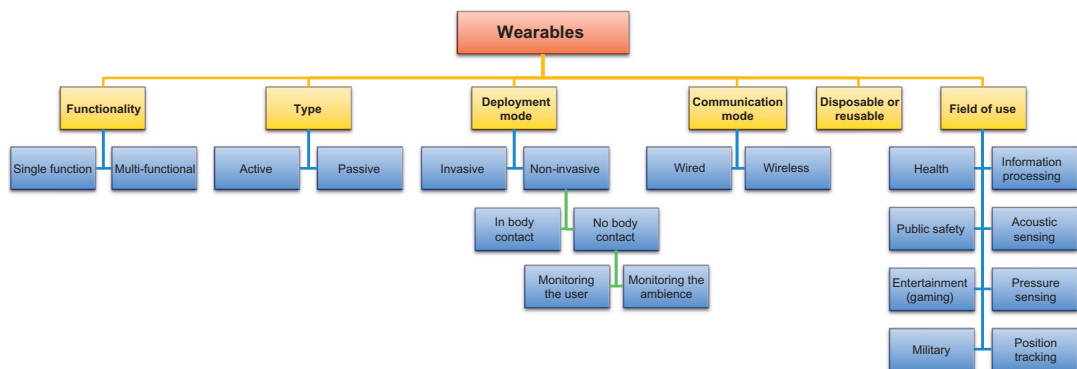 Wearables
Functionality
Type
Deployment
mode
Communication
mode
Disposable or
reusable
Field of use
Single function
Multi-functional
Active
Passive
Invasive
Non-invasive
Wired
Wireless
Health
Information
processing
In body
contact
No body
contact
Public safety
Acoustic
sensing
Monitoring
the user
Monitoring the
ambience
Entertainment
(gaming)
Pressure
sensing
Military
Position
tracking